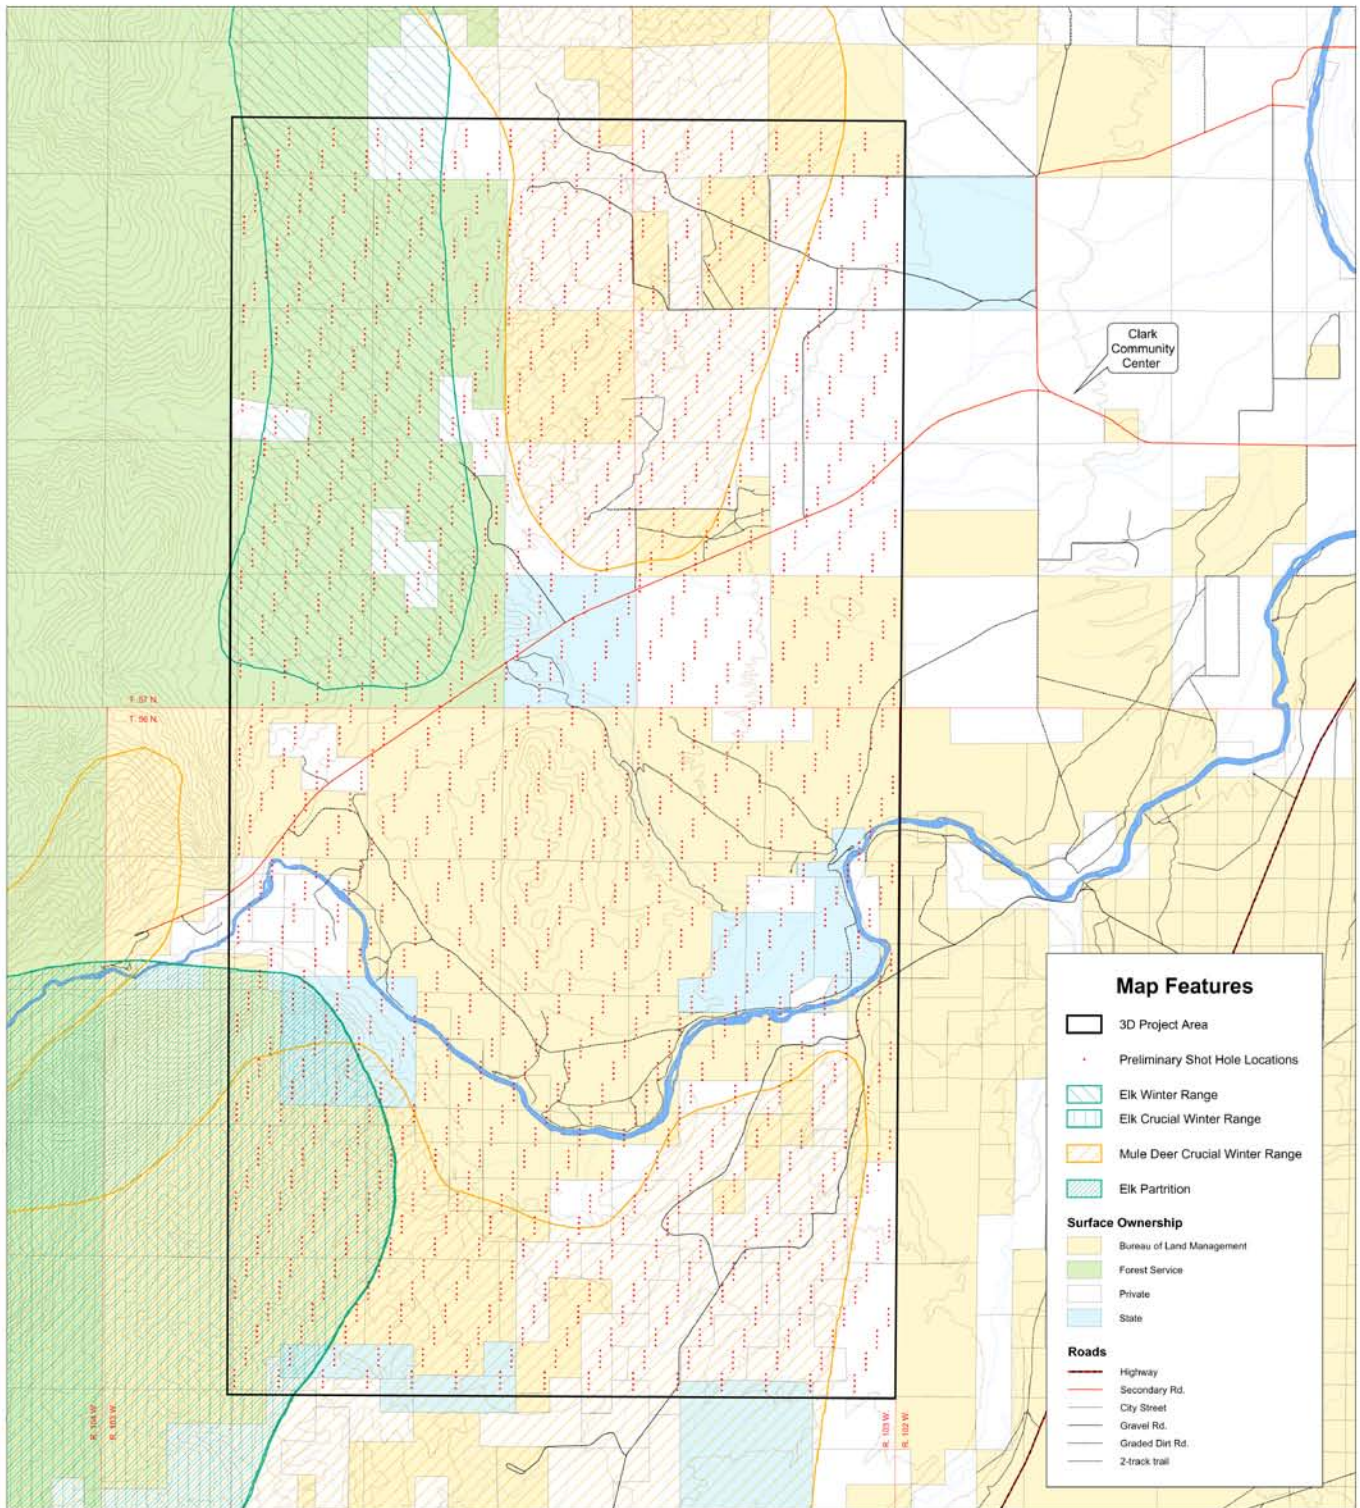 Clark
Community
Center
T. 57 N.
T. 56 N.
Map Features
3D Project Area
Preliminary Shot Hole Locations
Elk Winter Range
Elk Crucial Winter Range
Mule Deer Crucial Winter Range
Elk Partrition
Surface Ownership
Bureau of Land Management
Forest Service
Private
State
Roads
Highway
Secondary Rd.
City Street
Gravel Rd.
Graded Dirt Rd.
2-track trail
R. 104 W.
R. 103 W.
R. 103 W.
R. 102 W.